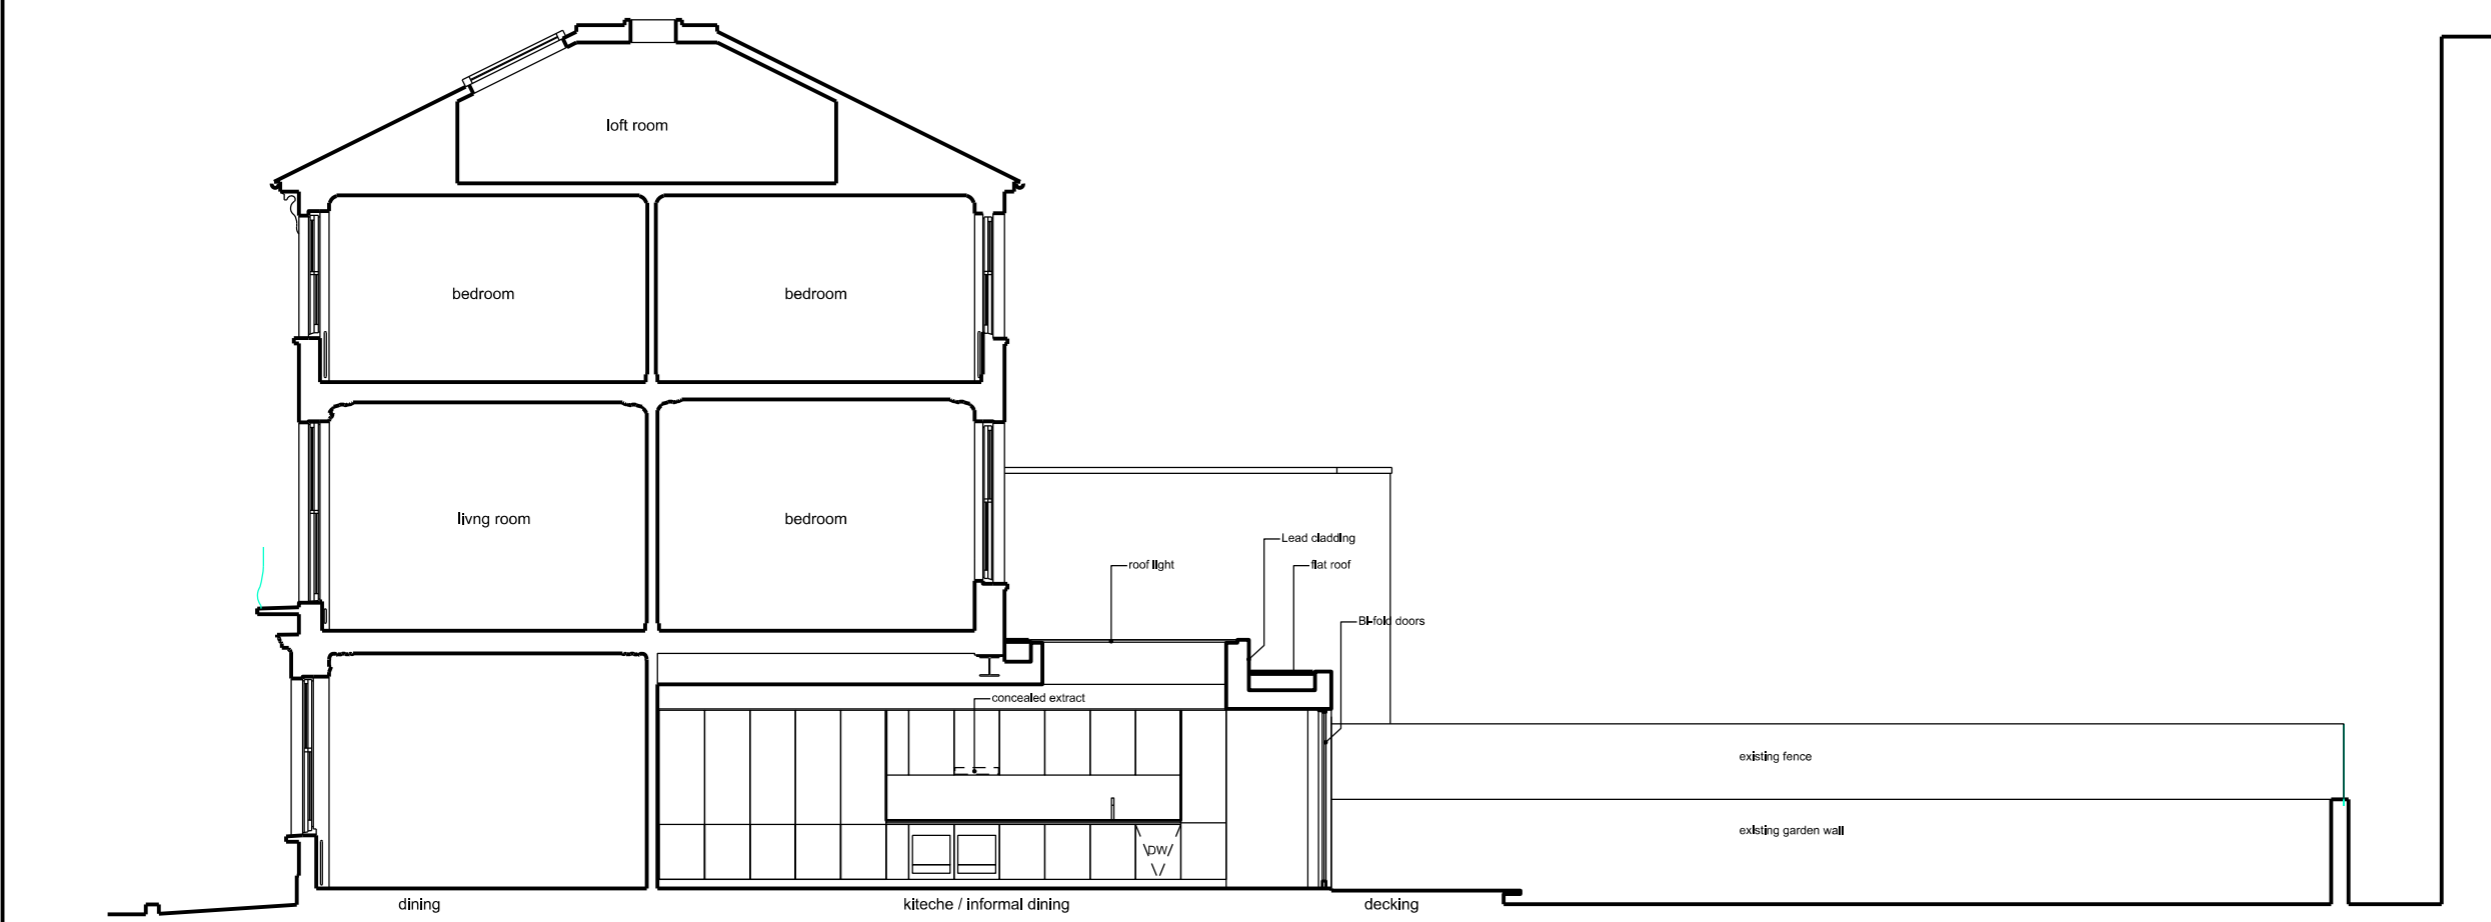 loft room
bedroom
bedroom
livng room
bedroom
Lead cladding
roof light
flat roof
Bi-fold doors
concealed extract
existing fence
existing garden wall
DW
dining
kiteche / informal dining
decking